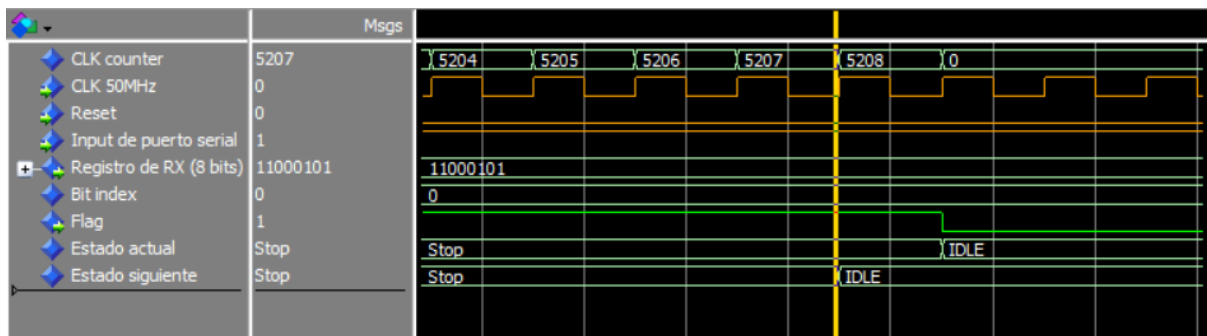 Msgs
CLK counter 5207 5204 5205 5206 5207 5208 0
CLK 50MHz 0
Reset 0
Input de puerto serial 1
Registro de RX (8 bits) 11000101 11000101
Bit index 0 0
Flag 1
Estado actual Stop Stop IDLE
Estado siguiente Stop Stop IDLE